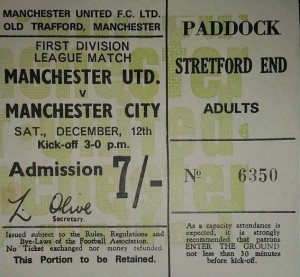 MANCHESTER UNITED F.C. LTD.
OLD TRAFFORD, MANCHESTER
FIRST DIVISION
LEAGUE MATCH
MANCHESTER UTD.
v
MANCHESTER CITY
SAT., DECEMBER, 12th
Kick-off 3-0 p.m.
Admission 7/-
L. Olive
Secretary.
Issued subject to the Rules, Regulations and
Bye-Laws of the Football Association.
No Ticket exchanged nor money refunded.
This Portion to be Retained.
PADDOCK
STRETFORD END
ADULTS
No 6350
As a capacity attendance is
expected, it is strongly
recommended that patrons
ENTER THE GROUND
not less than 30 minutes
before kick-off.